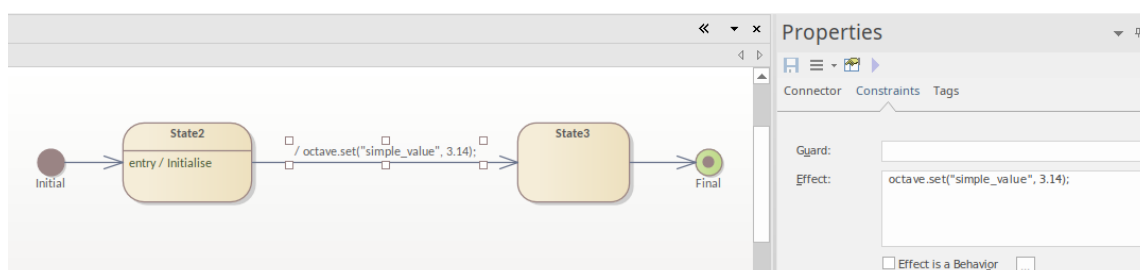 Properties
Connector Constraints Tags
State2
entry / Initialise
/ octave.set("simple_value", 3.14);
State3
Initial
Final
Guard:
Effect:
octave.set("simple_value", 3.14);
Effect is a Behavior
...